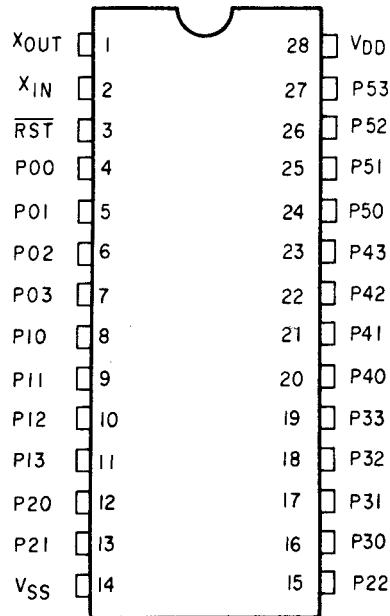 XOUT 1 28 VDD
XIN 2 27 P53
RST 3 26 P52
P00 4 25 P51
P01 5 24 P50
P02 6 23 P43
P03 7 22 P42
P10 8 21 P41
P11 9 20 P40
P12 10 19 P33
P13 11 18 P32
P20 12 17 P31
P21 13 16 P30
VSS 14 15 P22